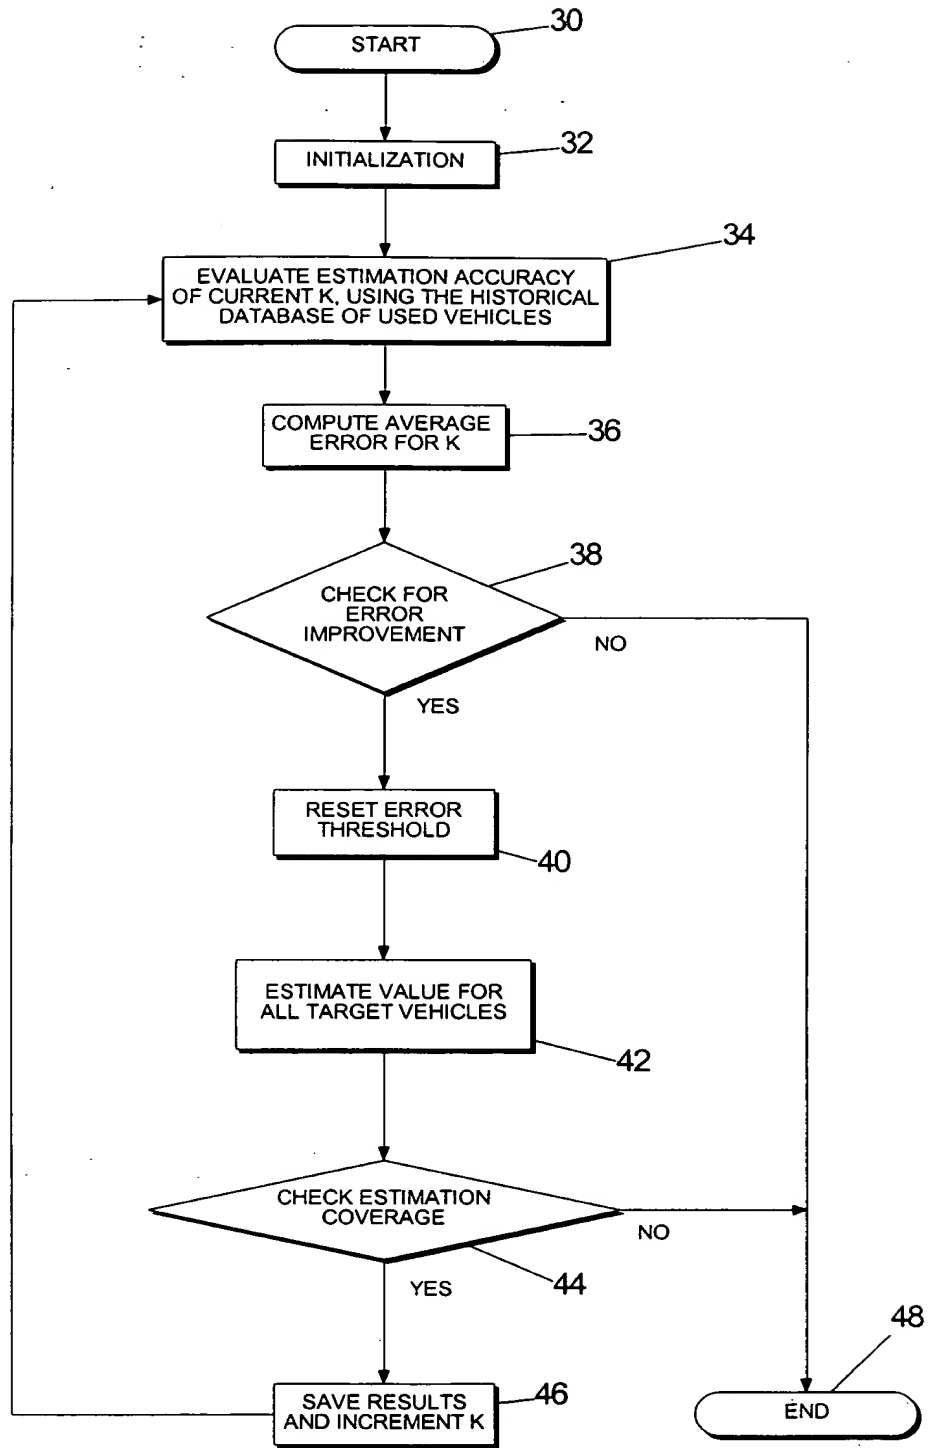 START
30
INITIALIZATION
32
34
EVALUATE ESTIMATION ACCURACY
OF CURRENT K, USING THE HISTORICAL
DATABASE OF USED VEHICLES
COMPUTE AVERAGE
ERROR FOR K
36
38
CHECK FOR
ERROR
IMPROVEMENT
NO
YES
RESET ERROR
THRESHOLD
40
ESTIMATE VALUE FOR
ALL TARGET VEHICLES
42
CHECK ESTIMATION
COVERAGE
NO
44
YES
48
SAVE RESULTS
AND INCREMENT K
46
END